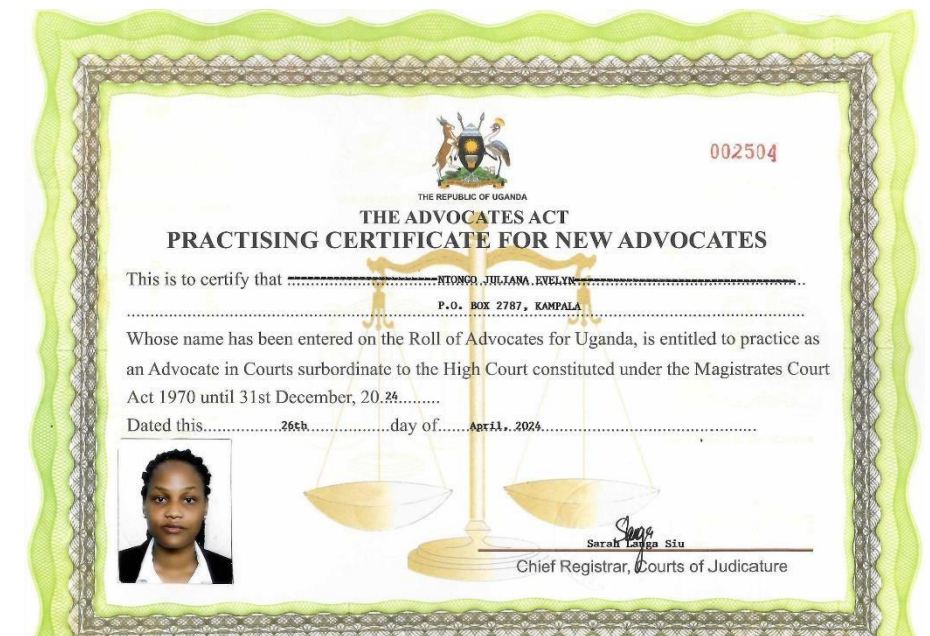 002504
THE REPUBLIC OF UGANDA
THE ADVOCATES ACT
PRACTISING CERTIFICATE FOR NEW ADVOCATES
This is to certify that NTONGO JULIANA EVELYN
P.O. BOX 2787, KAMPALA
Whose name has been entered on the Roll of Advocates for Uganda, is entitled to practice as
an Advocate in Courts surbordinate to the High Court constituted under the Magistrates Court
Act 1970 until 31st December, 20.24..........
Dated this..................26th..................day of.......April, 2024..................................................
Sarah Langa Siu
Chief Registrar, Courts of Judicature